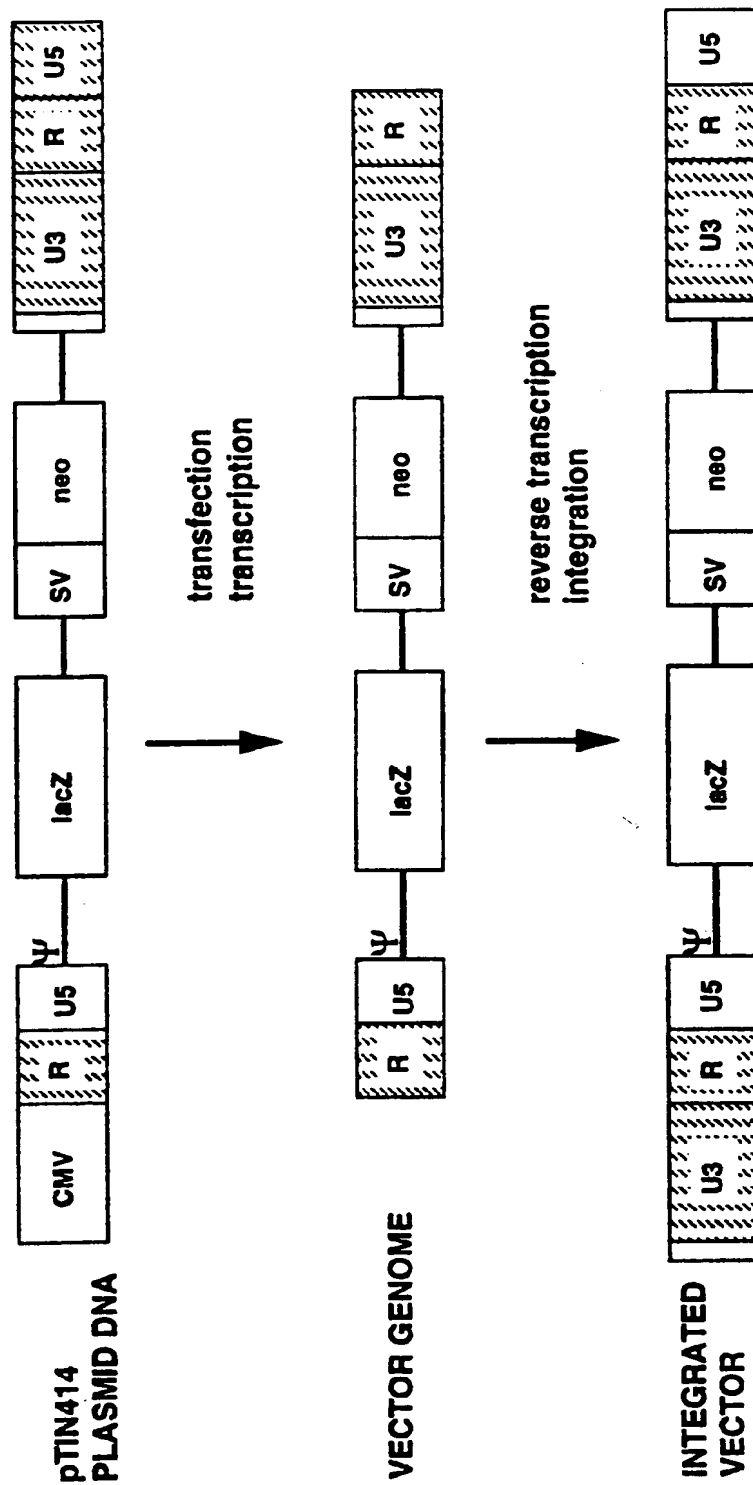 pTIN414
PLASMID DNA
CMV R U5 Ψ lacZ SV neo U3 R U5
transfection
transcription
VECTOR GENOME
R U5 Ψ lacZ SV neo U3 R
reverse transcription
integration
INTEGRATED
VECTOR
U3 R U5 Ψ lacZ SV neo U3 R U5